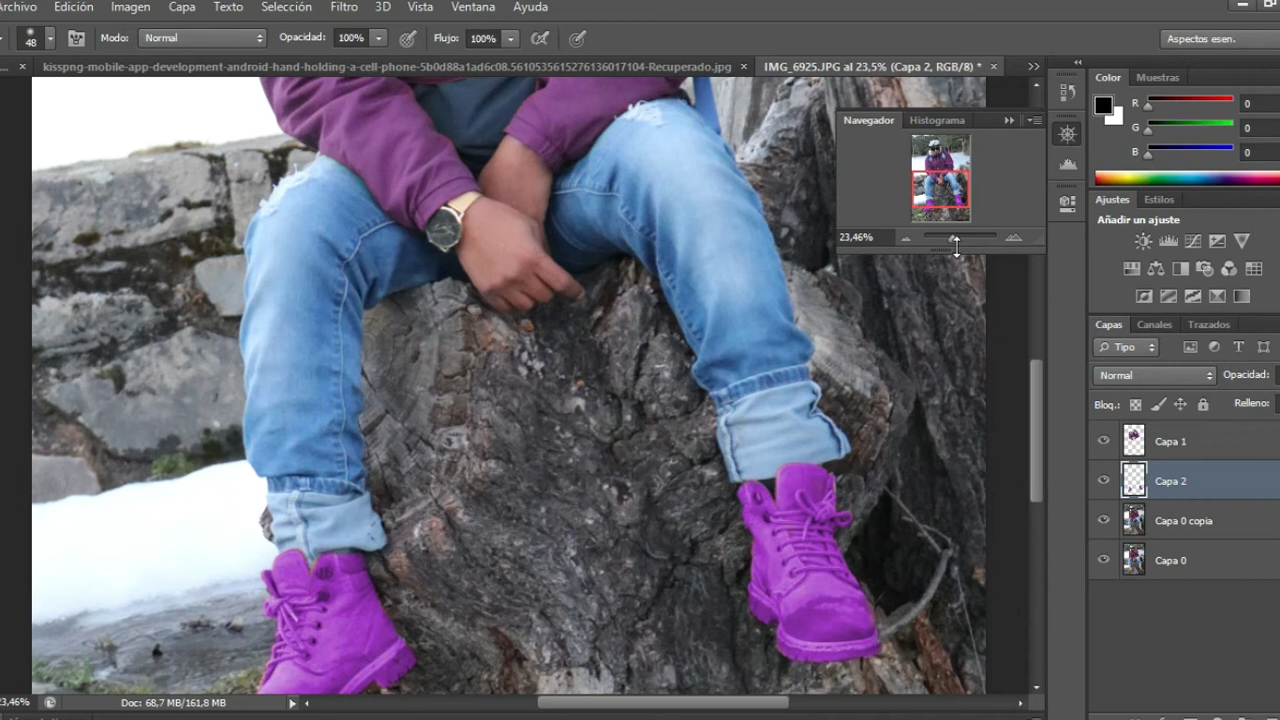 Archivo Edición Imagen Capa Texto Selección Filtro 3D Vista Ventana Ayuda
48 Modo: Normal Opacidad: 100% Flujo: 100% Aspectos esen.
... × kisspng-mobile-app-development-android-hand-holding-a-cell-phone-5b0d88a1ad6c08.5610535615276136017104-Recuperado.jpg × IMG_6925.JPG al 23,5% (Capa 2, RGB/8) * ×
Navegador Histograma
23,46%
Color Muestras
R 0
G 0
B 0
Ajustes Estilos
Añadir un ajuste
Capas Canales Trazados
Tipo
Normal Opacidad:
Bloq.: Relleno:
Capa 1
Capa 2
Capa 0 copia
Capa 0
23,46% Doc: 68,7 MB/161,8 MB